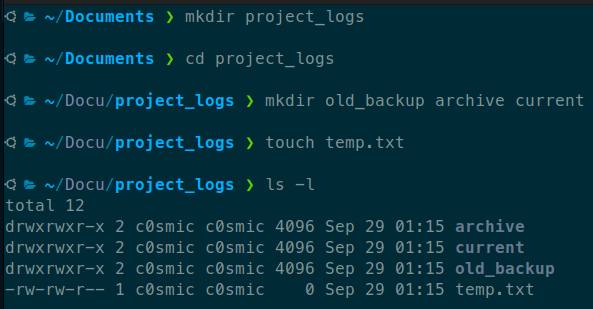 ~/Documents ❯ mkdir project_logs
~/Documents ❯ cd project_logs
~/Docu/project_logs ❯ mkdir old_backup archive current
~/Docu/project_logs ❯ touch temp.txt
~/Docu/project_logs ❯ ls -l
total 12
drwxrwxr-x 2 c0smic c0smic 4096 Sep 29 01:15 archive
drwxrwxr-x 2 c0smic c0smic 4096 Sep 29 01:15 current
drwxrwxr-x 2 c0smic c0smic 4096 Sep 29 01:15 old_backup
-rw-rw-r-- 1 c0smic c0smic    0 Sep 29 01:15 temp.txt